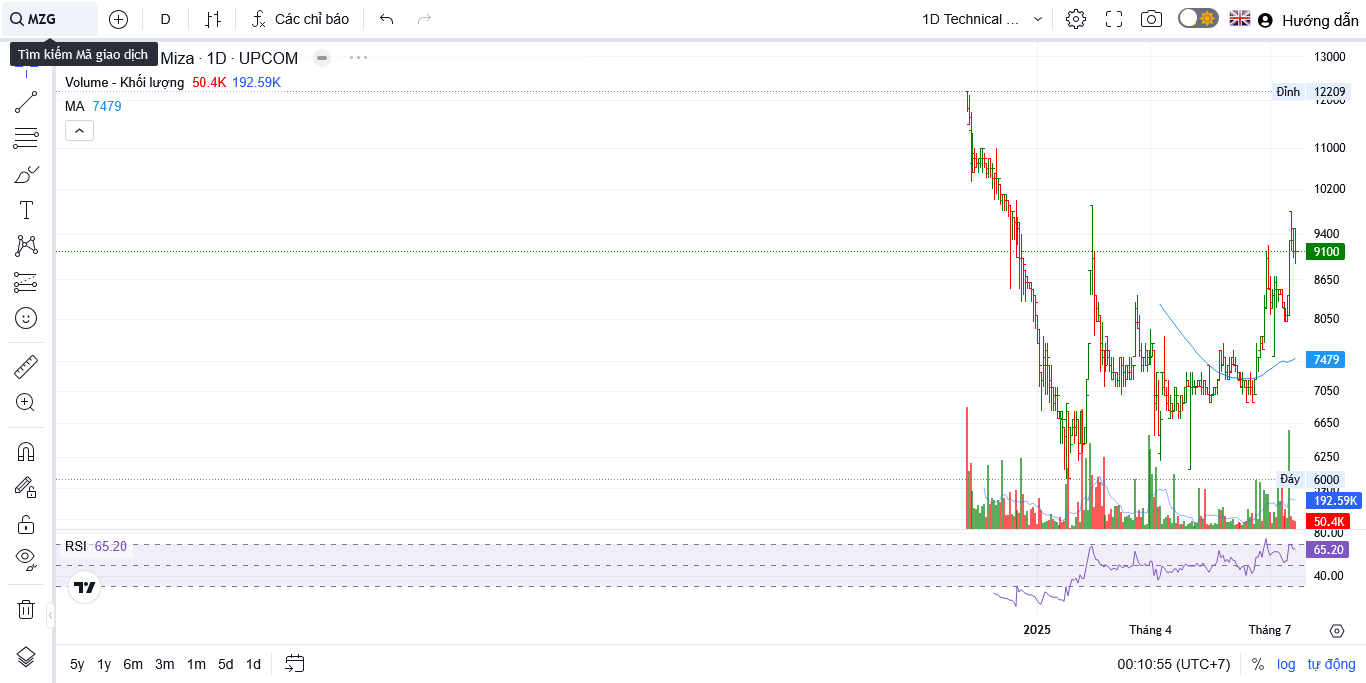 MZG
D
Các chỉ báo
1D Technical ...
Hướng dẫn
Tìm kiếm Mã giao dịch
Miza · 1D · UPCOM
Volume - Khối lượng 50.4K 192.59K
MA 7479
13000
Đỉnh 12209
12000
11000
10200
9400
9100
8650
8050
7479
7050
6650
6250
Đáy 6000
192.59K
50.4K
80.00
RSI 65.20
65.20
40.00
2025 Tháng 4 Tháng 7
5y 1y 6m 3m 1m 5d 1d
00:10:55 (UTC+7) % log tự động